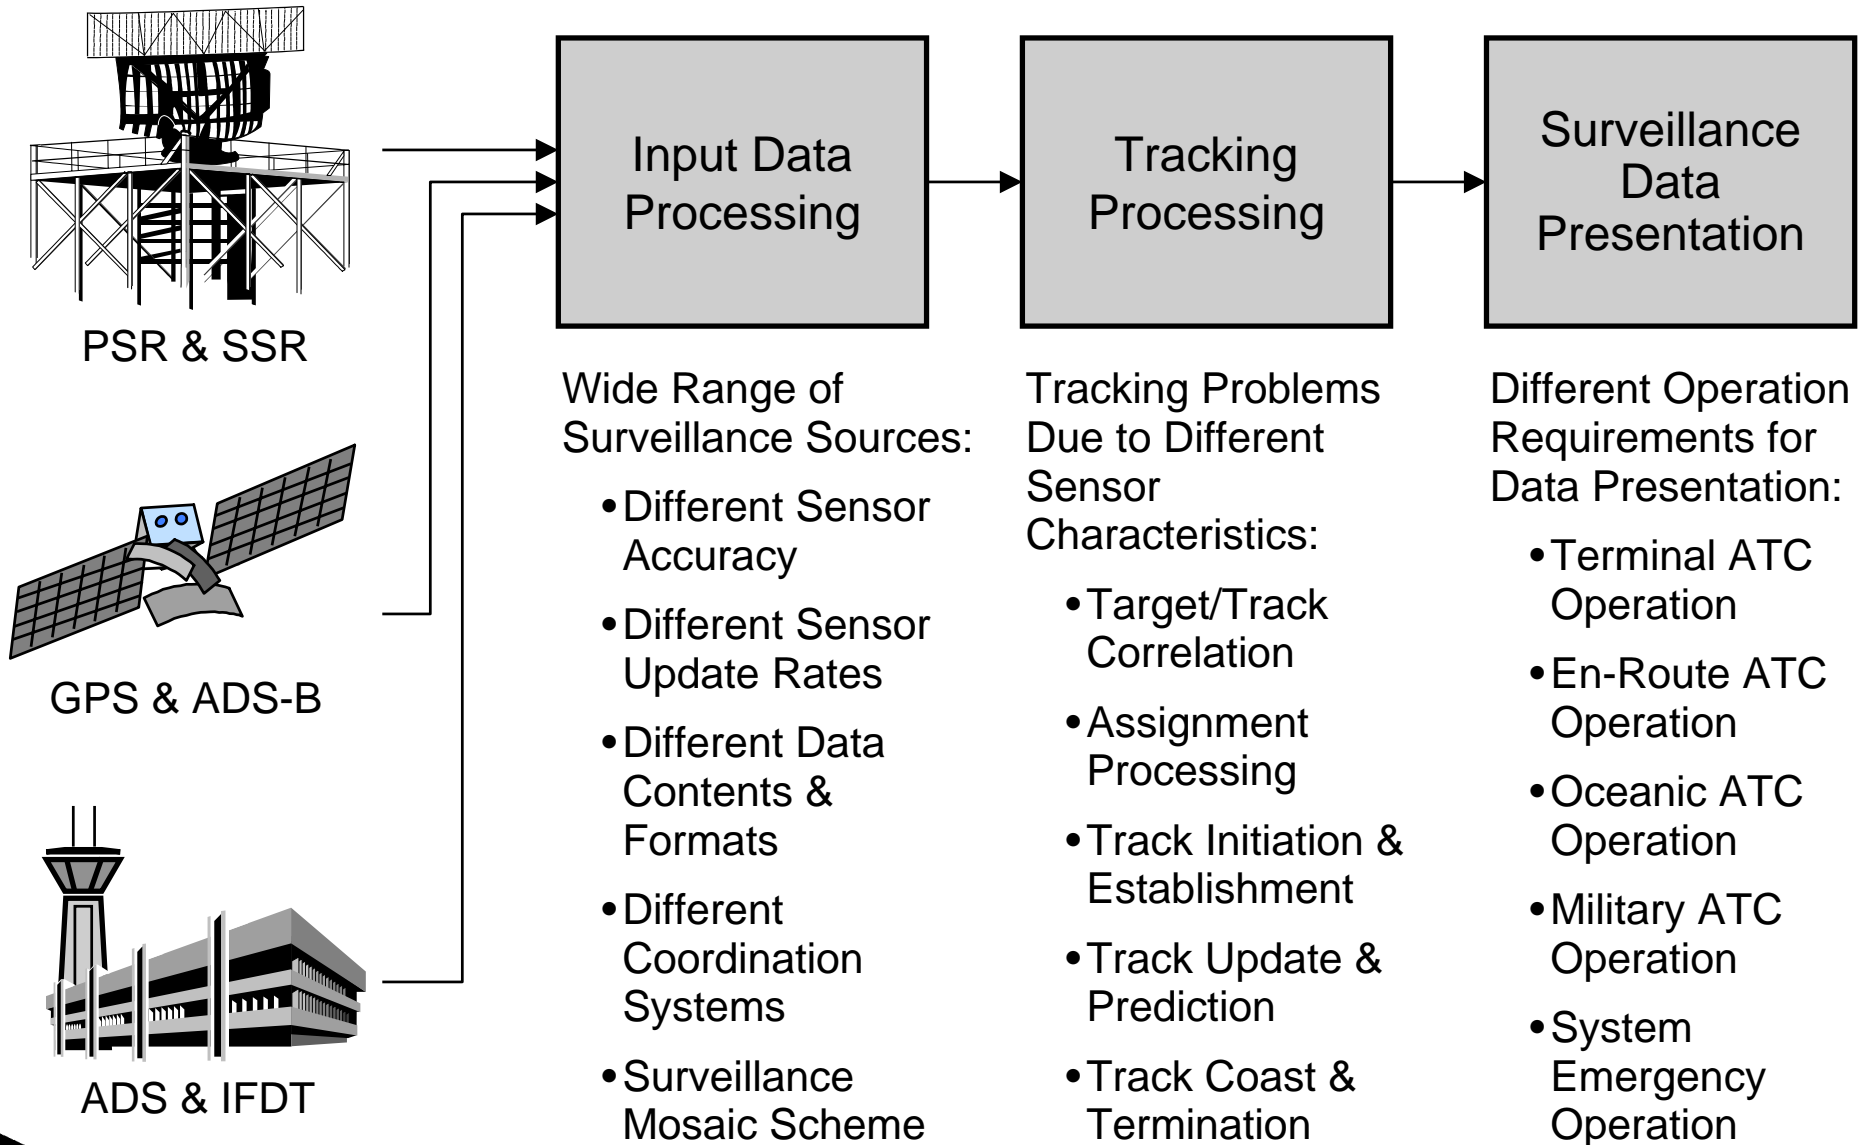 PSR & SSR
GPS & ADS-B
ADS & IFDT
Input Data
Processing
Wide Range of
Surveillance Sources:
•Different Sensor
Accuracy
•Different Sensor
Update Rates
•Different Data
Contents &
Formats
•Different
Coordination
Systems
•Surveillance
Mosaic Scheme
Tracking
Processing
Tracking Problems
Due to Different
Sensor
Characteristics:
•Target/Track
Correlation
•Assignment
Processing
•Track Initiation &
Establishment
•Track Update &
Prediction
•Track Coast &
Termination
Surveillance
Data
Presentation
Different Operation
Requirements for
Data Presentation:
•Terminal ATC
Operation
•En-Route ATC
Operation
•Oceanic ATC
Operation
•Military ATC
Operation
•System
Emergency
Operation